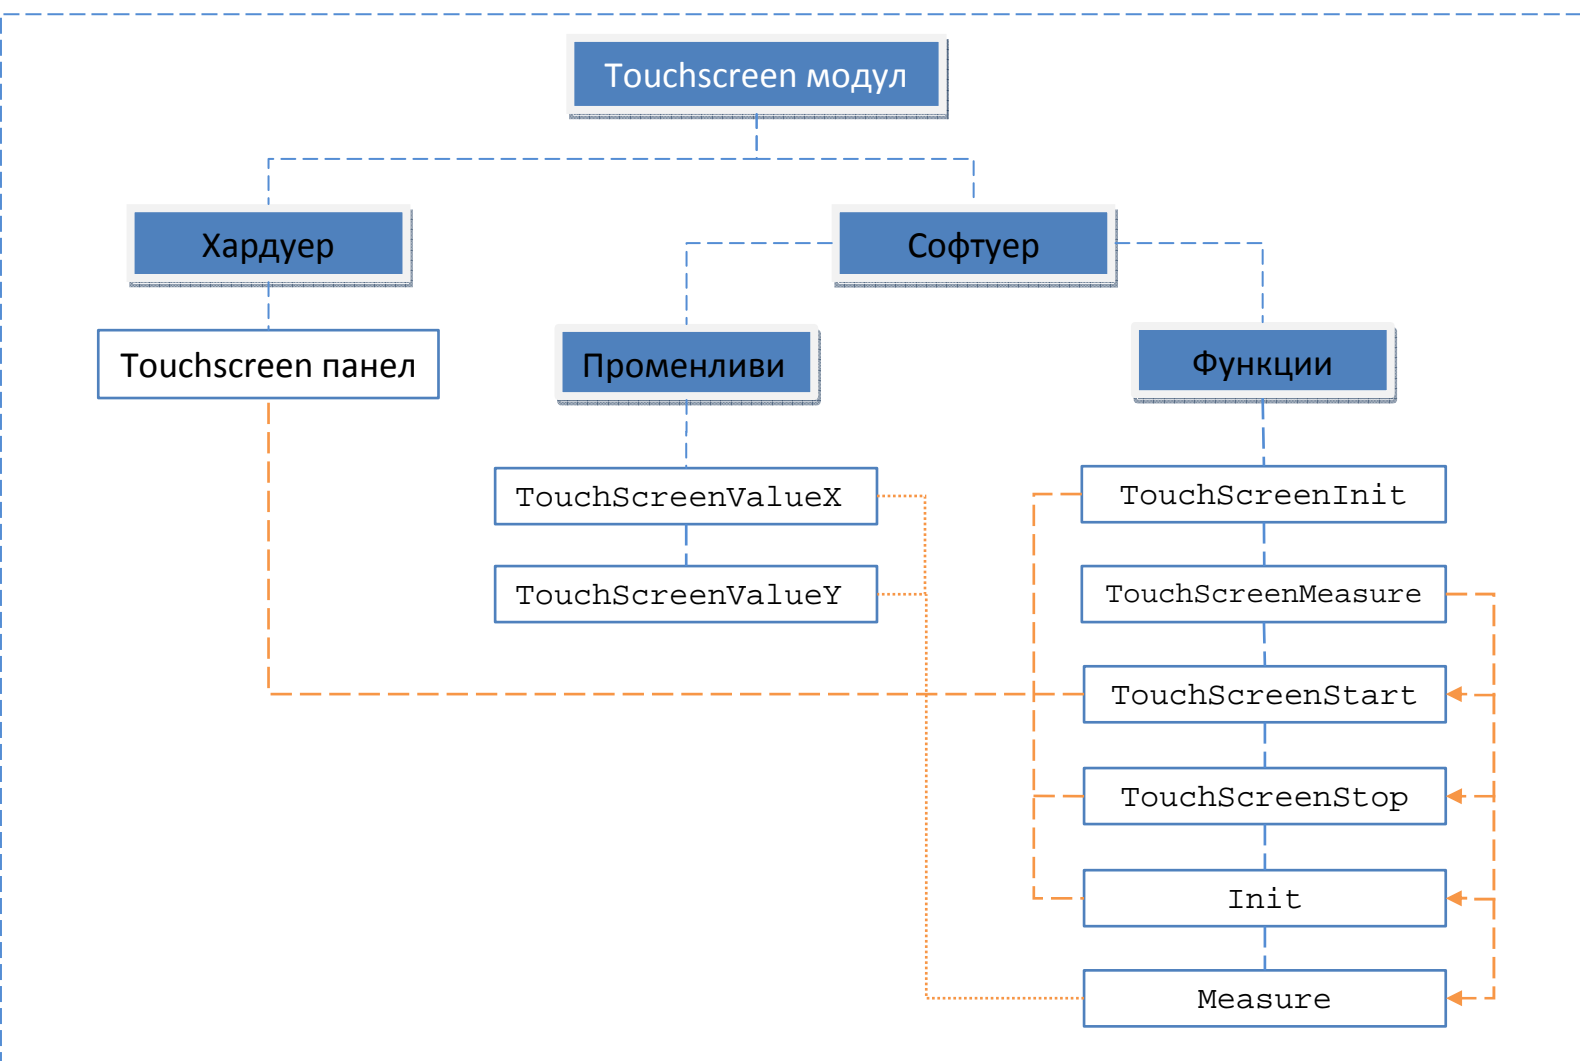 Touchscreen модул
Хардуер
Софтуер
Touchscreen панел
Променливи
Функции
TouchScreenValueX
TouchScreenValueY
TouchScreenInit
TouchScreenMeasure
TouchScreenStart
TouchScreenStop
Init
Measure